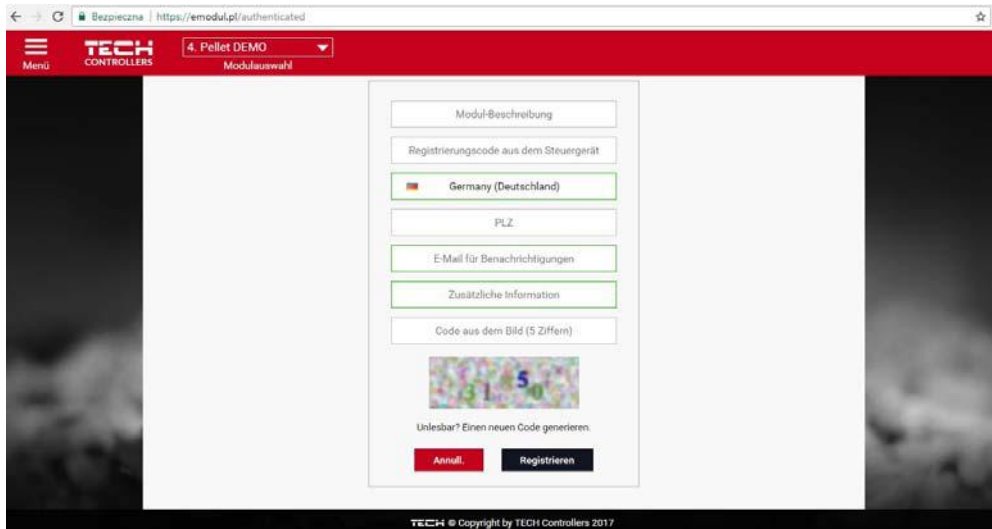 Bezpieczna | https://emodul.pl/authenticated
Menü
TECH
CONTROLLERS
4. Pellet DEMO
Modulauswahl
Modul-Beschreibung
Registrierungscode aus dem Steuergerät
Germany (Deutschland)
PLZ
E-Mail für Benachrichtigungen
Zusätzliche Information
Code aus dem Bild (5 Ziffern)
Unlesbar? Einen neuen Code generieren.
Annull.
Registrieren
TECH © Copyright by TECH Controllers 2017